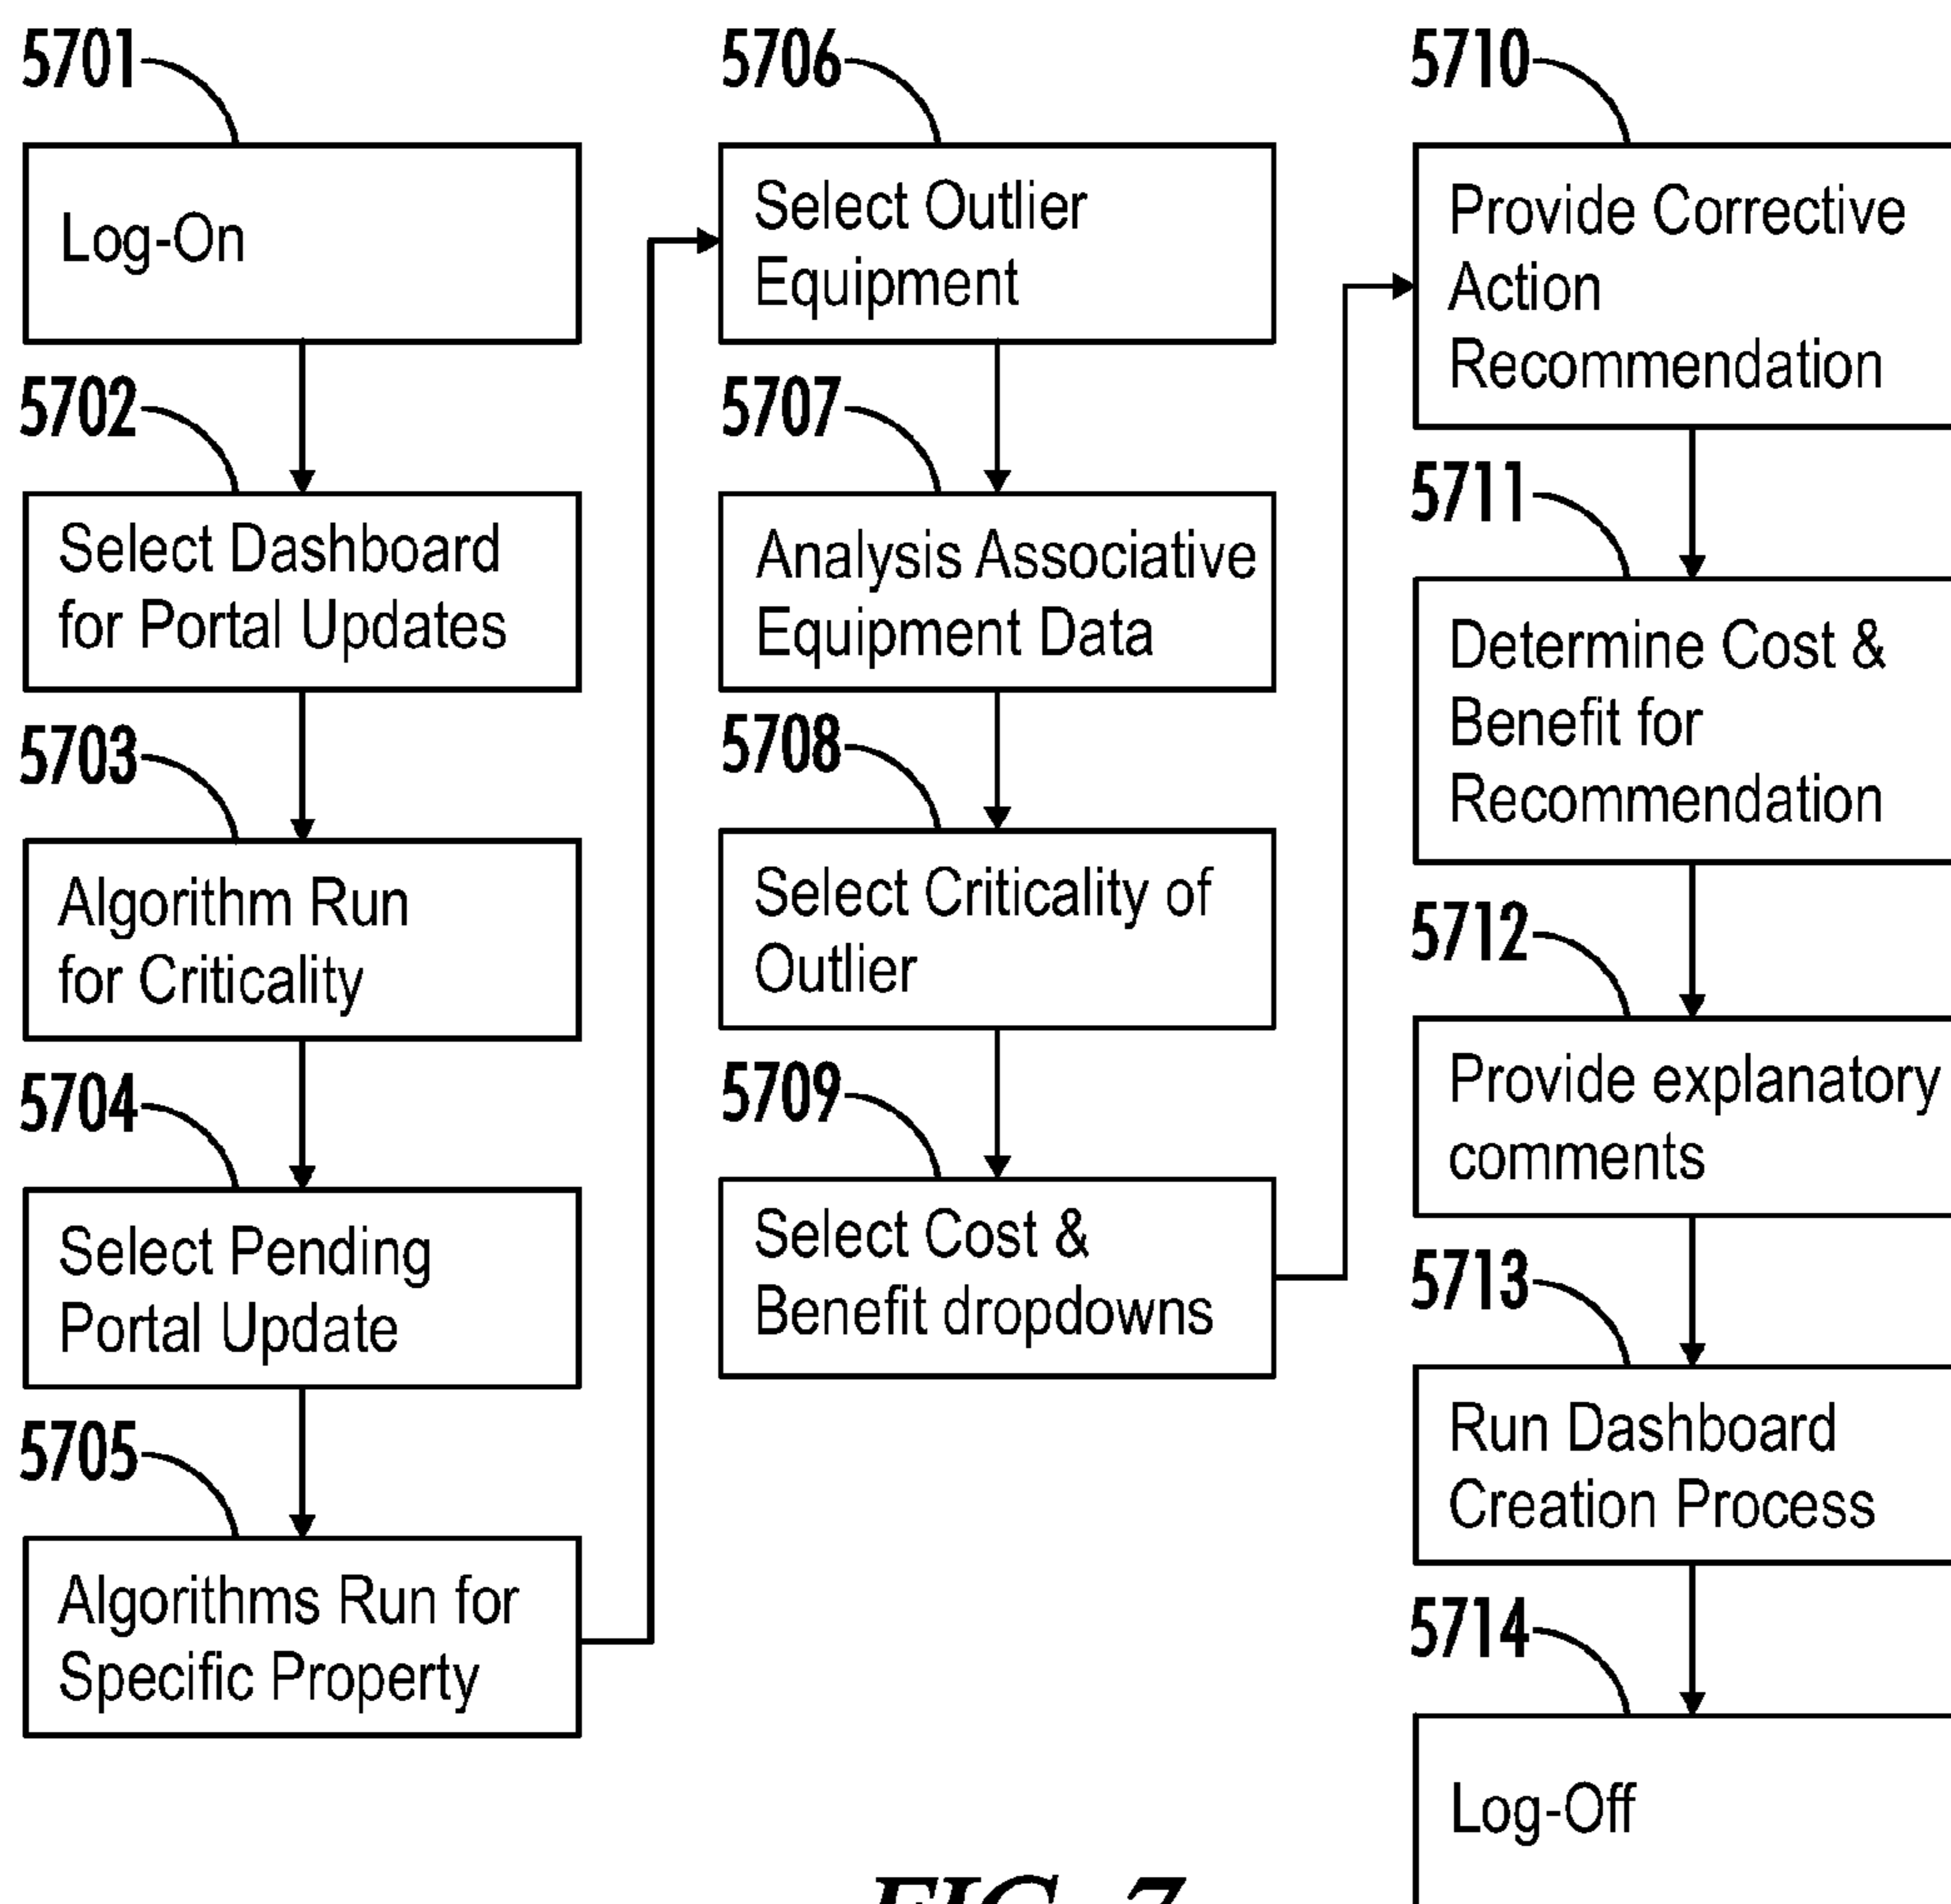 5701
Log-On
5702
Select Dashboard
for Portal Updates
5703
Algorithm Run
for Criticality
5704
Select Pending
Portal Update
5705
Algorithms Run for
Specific Property
5706
Select Outlier
Equipment
5707
Analysis Associative
Equipment Data
5708
Select Criticality of
Outlier
5709
Select Cost &
Benefit dropdowns
5710
Provide Corrective
Action
Recommendation
5711
Determine Cost &
Benefit for
Recommendation
5712
Provide explanatory
comments
5713
Run Dashboard
Creation Process
5714
Log-Off
FIG. 7